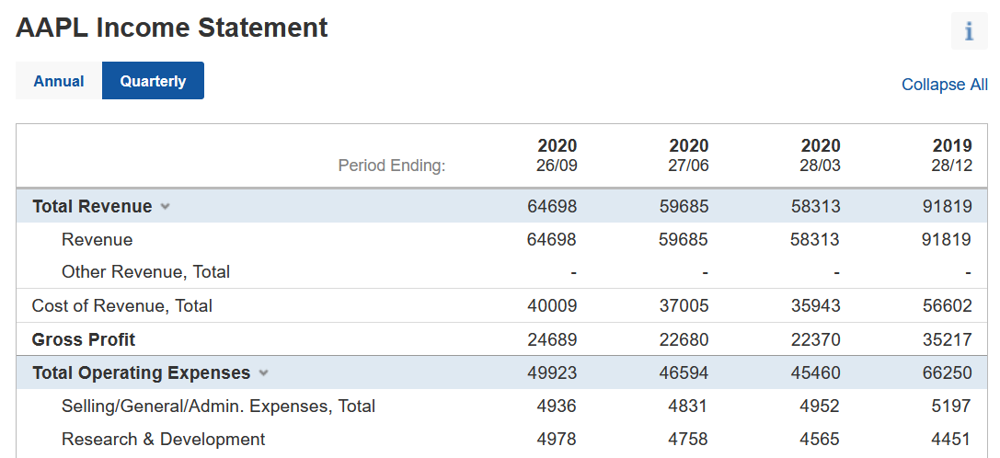 AAPL Income Statement
i
Annual Quarterly
Collapse All
2020 2020 2020 2019
Period Ending: 26/09 27/06 28/03 28/12
Total Revenue 64698 59685 58313 91819
Revenue 64698 59685 58313 91819
Other Revenue, Total - - - -
Cost of Revenue, Total 40009 37005 35943 56602
Gross Profit 24689 22680 22370 35217
Total Operating Expenses 49923 46594 45460 66250
Selling/General/Admin. Expenses, Total 4936 4831 4952 5197
Research & Development 4978 4758 4565 4451